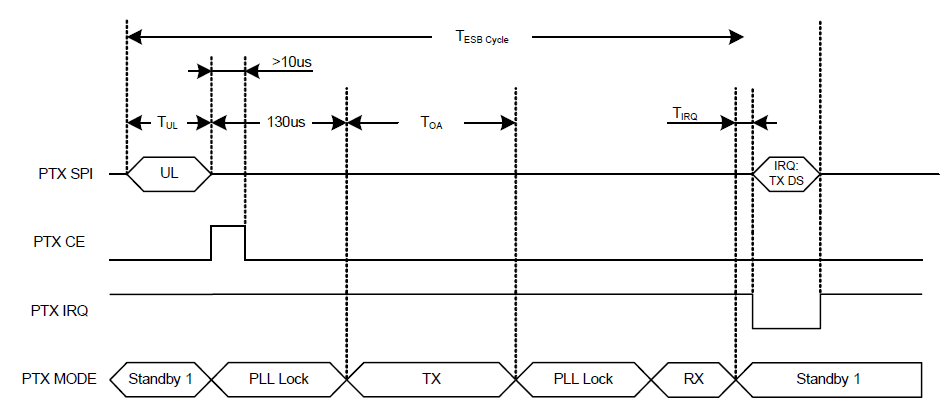 TESB Cycle
>10us
TUL
130us
TOA
TIRQ
PTX SPI
UL
IRQ:
TX DS
PTX CE
PTX IRQ
PTX MODE
Standby 1
PLL Lock
TX
PLL Lock
RX
Standby 1